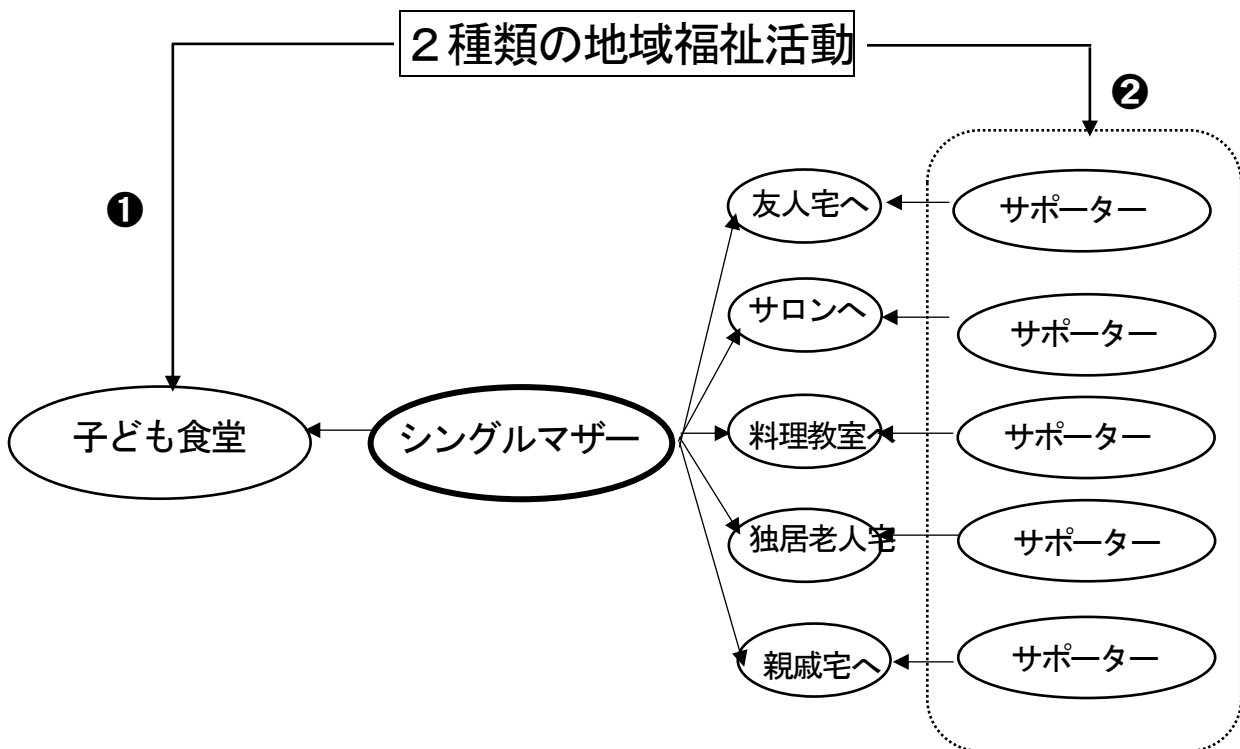 ２種類の地域福祉活動
❷
❶
友人宅へ
サポーター
サロンへ
サポーター
子ども食堂
シングルマザー
料理教室へ
サポーター
独居老人宅
サポーター
親戚宅へ
サポーター